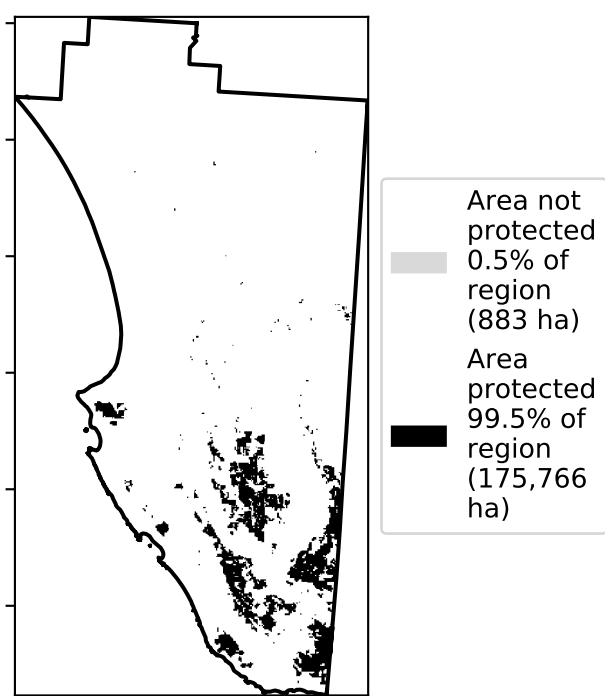 Area not
protected
0.5% of
region
(883 ha)
Area
protected
99.5% of
region
(175,766
ha)